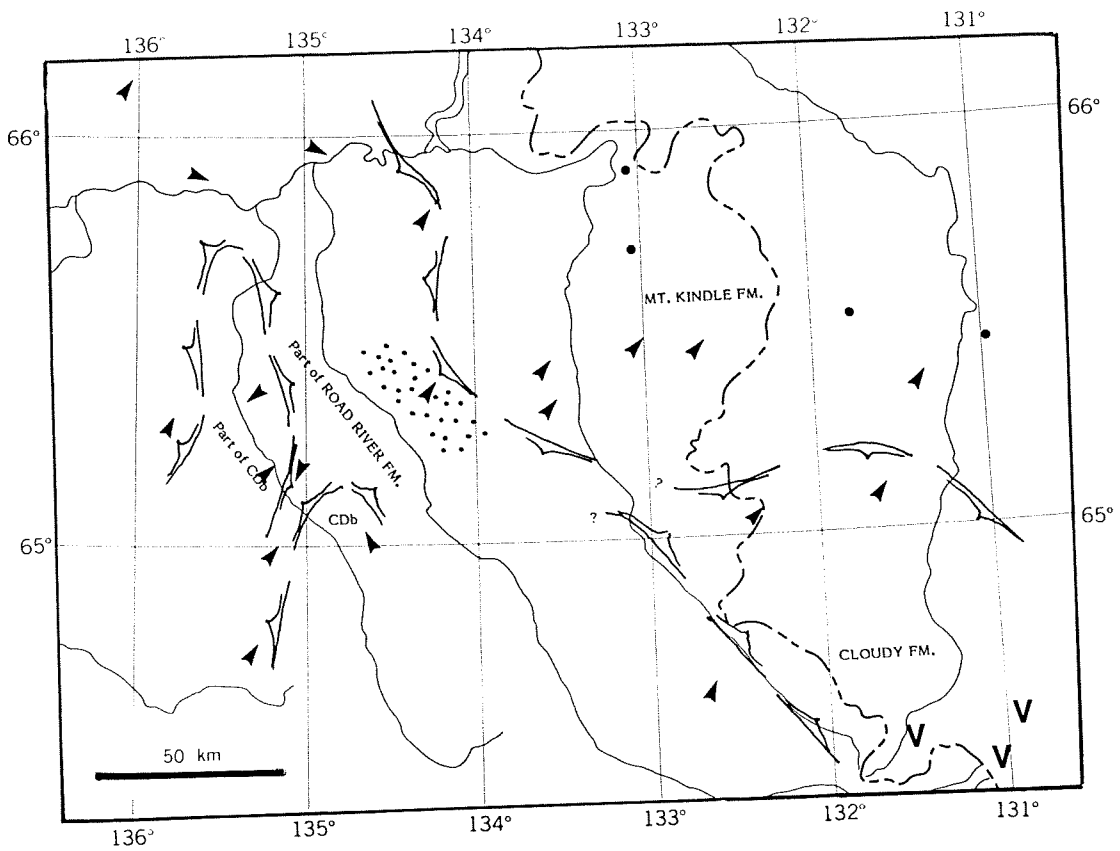 136°
135°
134°
133°
132°
131°
66°
66°
MT. KINDLE FM.
Part of ROAD RIVER FM.
Part of CDb
?
?
CDb
65°
65°
CLOUDY FM.
V
V
V
50 km
136°
135°
134°
133°
132°
131°